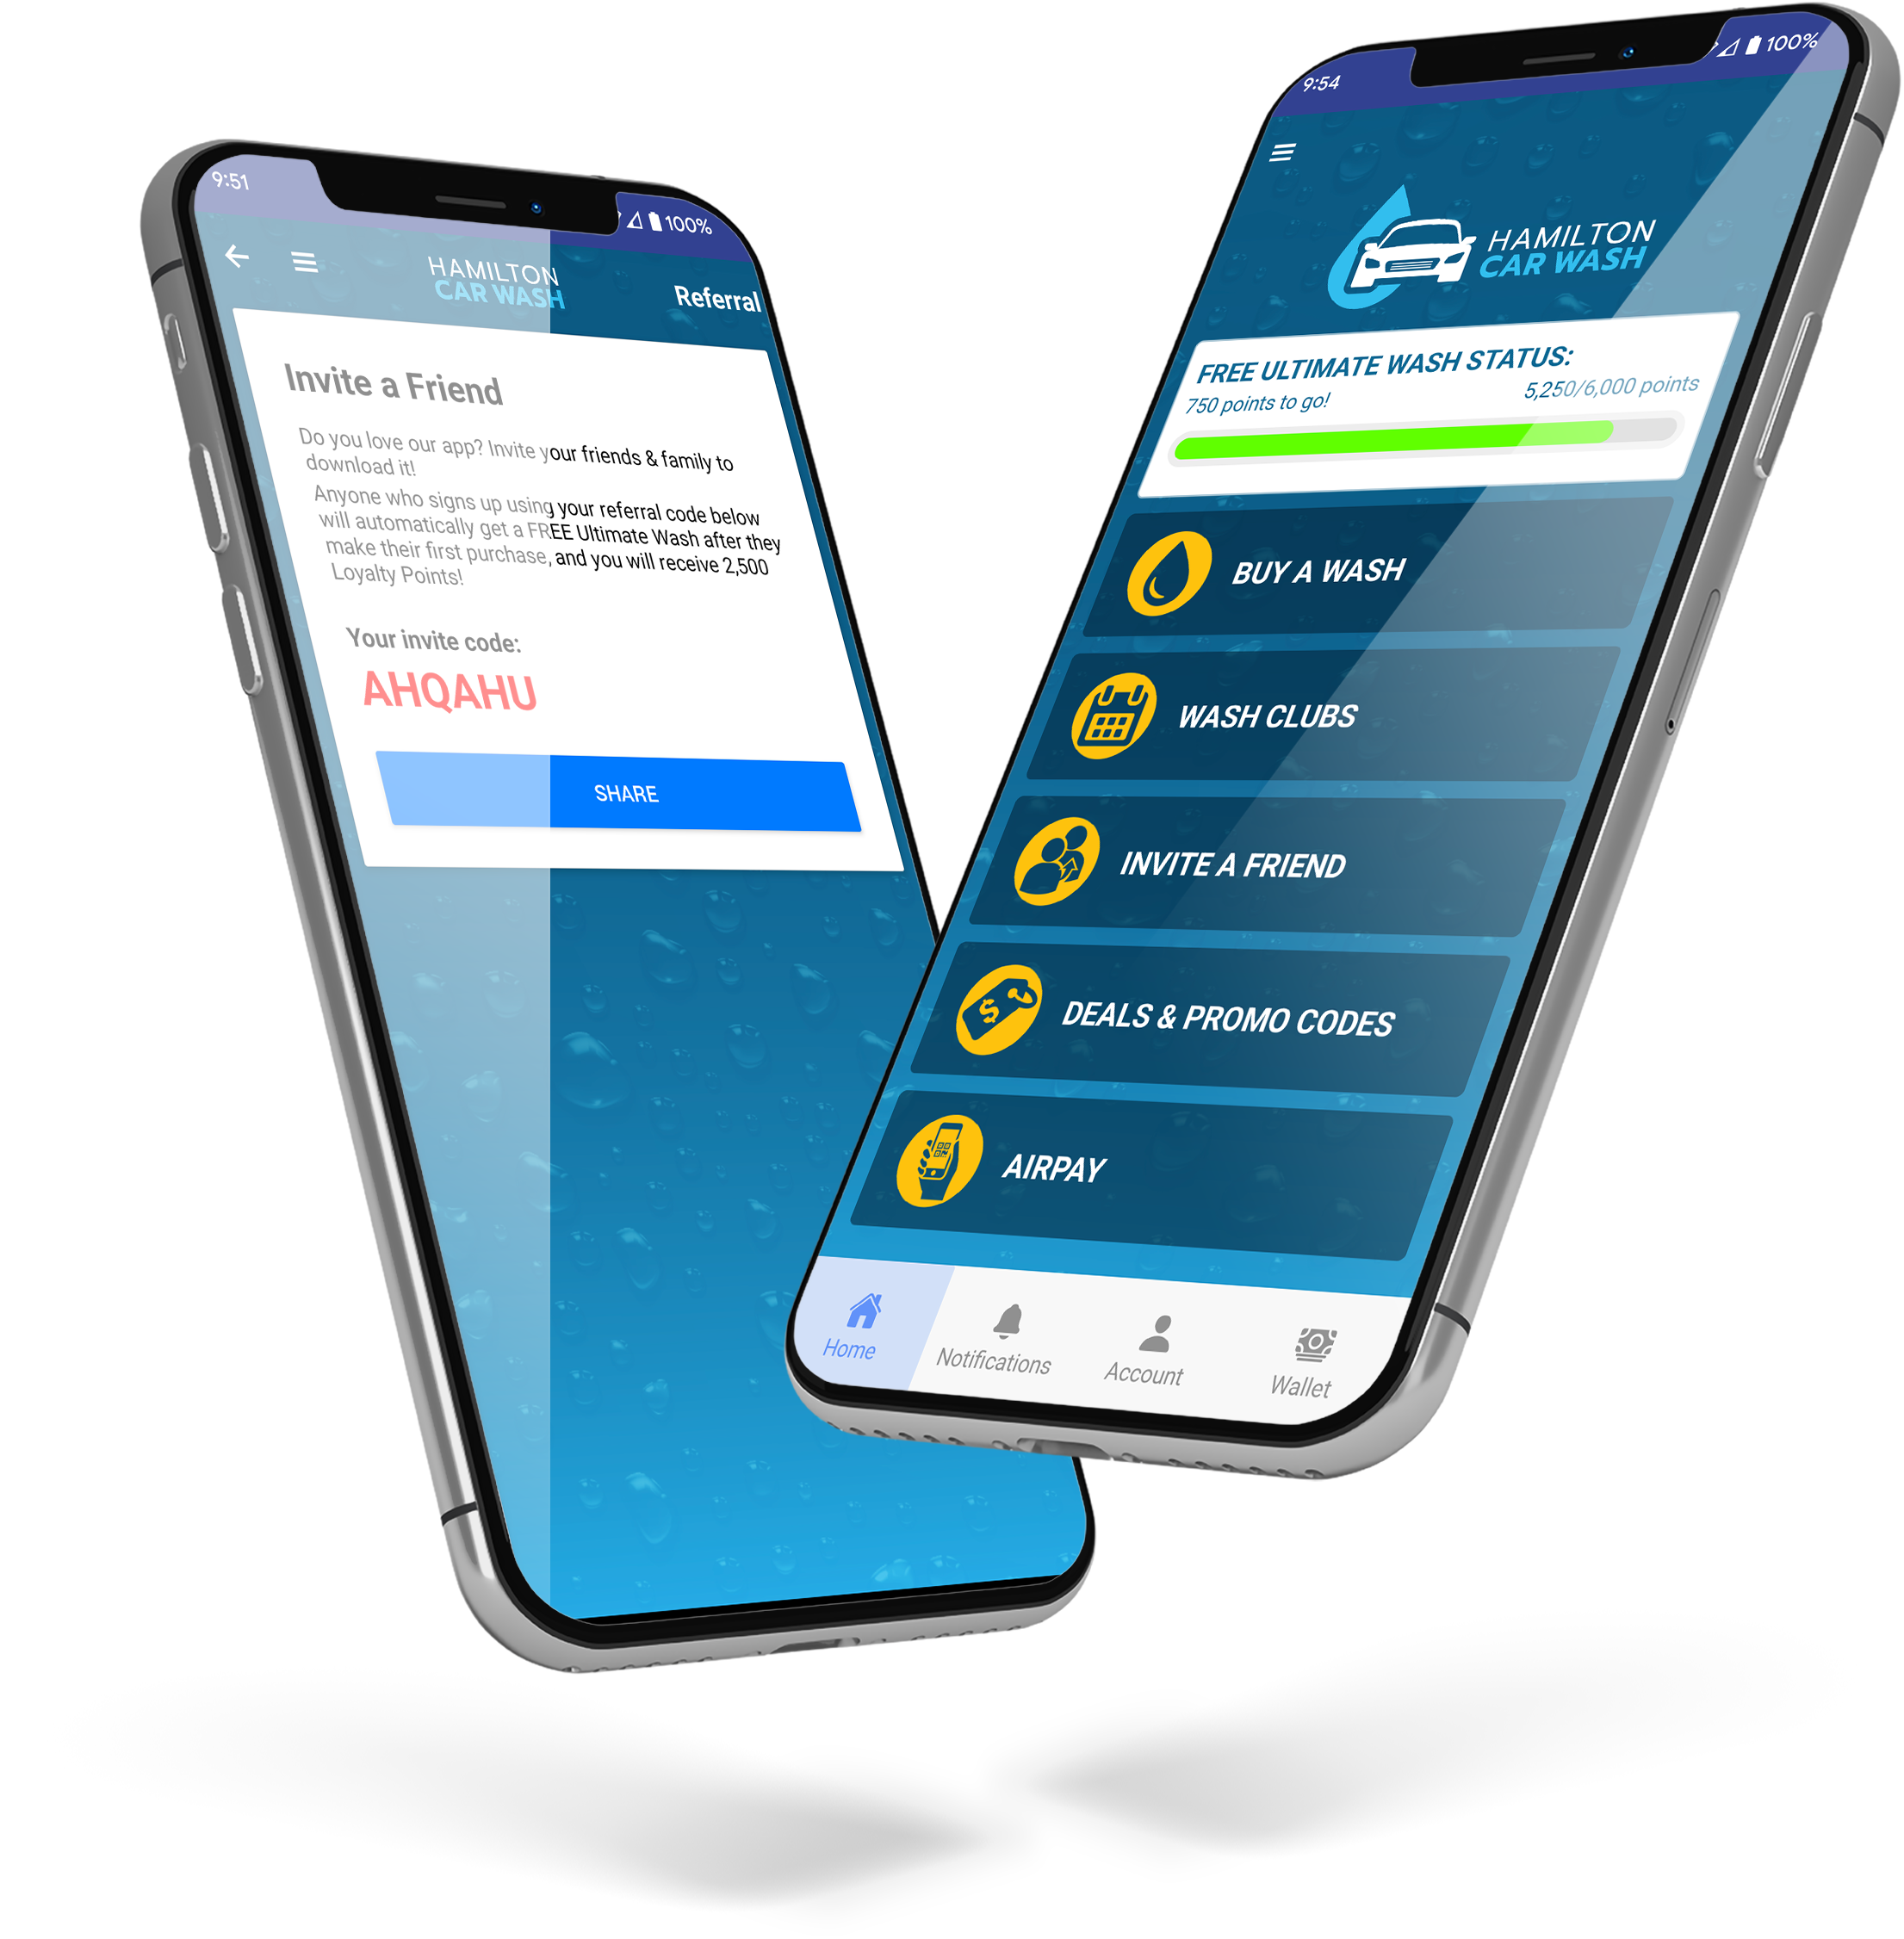 9:51
100%
HAMILTON
CAR WASH
Referral
Invite a Friend
Do you love our app? Invite your friends & family to
download it!
Anyone who signs up using your referral code below
will automatically get a FREE Ultimate Wash after they
make their first purchase, and you will receive 2,500
Loyalty Points!
Your invite code:
AHQAHU
SHARE
9:54
100%
HAMILTON
CAR WASH
FREE ULTIMATE WASH STATUS:
750 points to go!
5,250/6,000 points
BUY A WASH
WASH CLUBS
INVITE A FRIEND
DEALS & PROMO CODES
$
AIRPAY
Home
Notifications
Account
Wallet